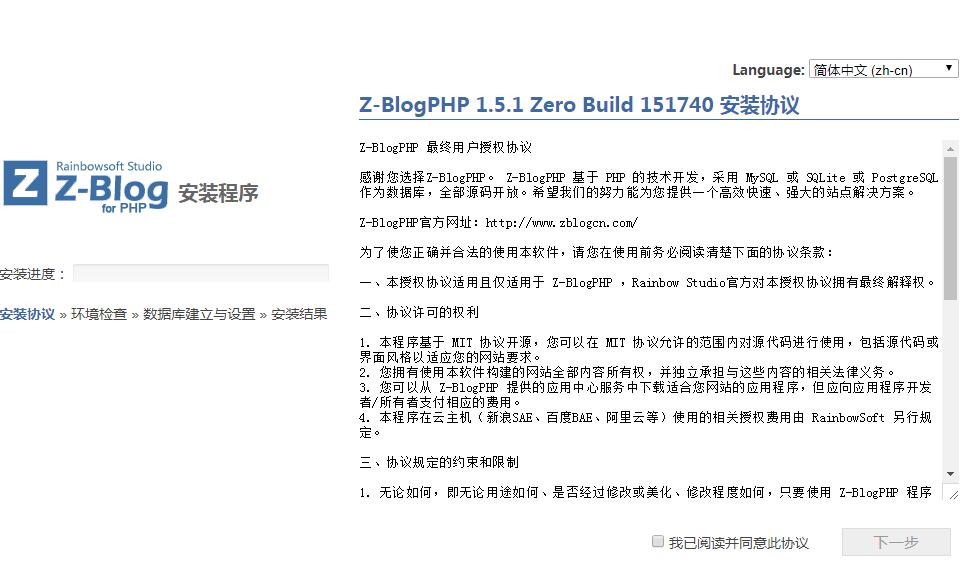 Language: 简体中文 (zh-cn)
Z-BlogPHP 1.5.1 Zero Build 151740 安装协议
Z-BlogPHP 最终用户授权协议
感谢您选择Z-BlogPHP。 Z-BlogPHP 基于 PHP 的技术开发，采用 MySQL 或 SQLite 或 PostgreSQL
作为数据库，全部源码开放。希望我们的努力能为您提供一个高效快速、强大的站点解决方案。
Z-BlogPHP官方网址：http://www.zblogcn.com/
为了使您正确并合法的使用本软件，请您在使用前务必阅读清楚下面的协议条款：
一、本授权协议适用且仅适用于 Z-BlogPHP ，Rainbow Studio官方对本授权协议拥有最终解释权。
二、协议许可的权利
1. 本程序基于 MIT 协议开源，您可以在 MIT 协议允许的范围内对源代码进行使用，包括源代码或
界面风格以适应您的网站要求。
2. 您拥有使用本软件构建的网站全部内容所有权，并独立承担与这些内容的相关法律义务。
3. 您可以从 Z-BlogPHP 提供的应用中心服务中下载适合您网站的应用程序，但应向应用程序开发
者/所有者支付相应的费用。
4. 本程序在云主机（新浪SAE、百度BAE、阿里云等）使用的相关授权费用由 RainbowSoft 另行规
定。
三、协议规定的约束和限制
1. 无论如何，即无论用途如何、是否经过修改或美化、修改程度如何，只要使用 Z-BlogPHP 程序
Z
Rainbowsoft Studio
Z-Blog 安装程序
for PHP
安装进度：
安装协议 » 环境检查 » 数据库建立与设置 » 安装结果
我已阅读并同意此协议
下一步